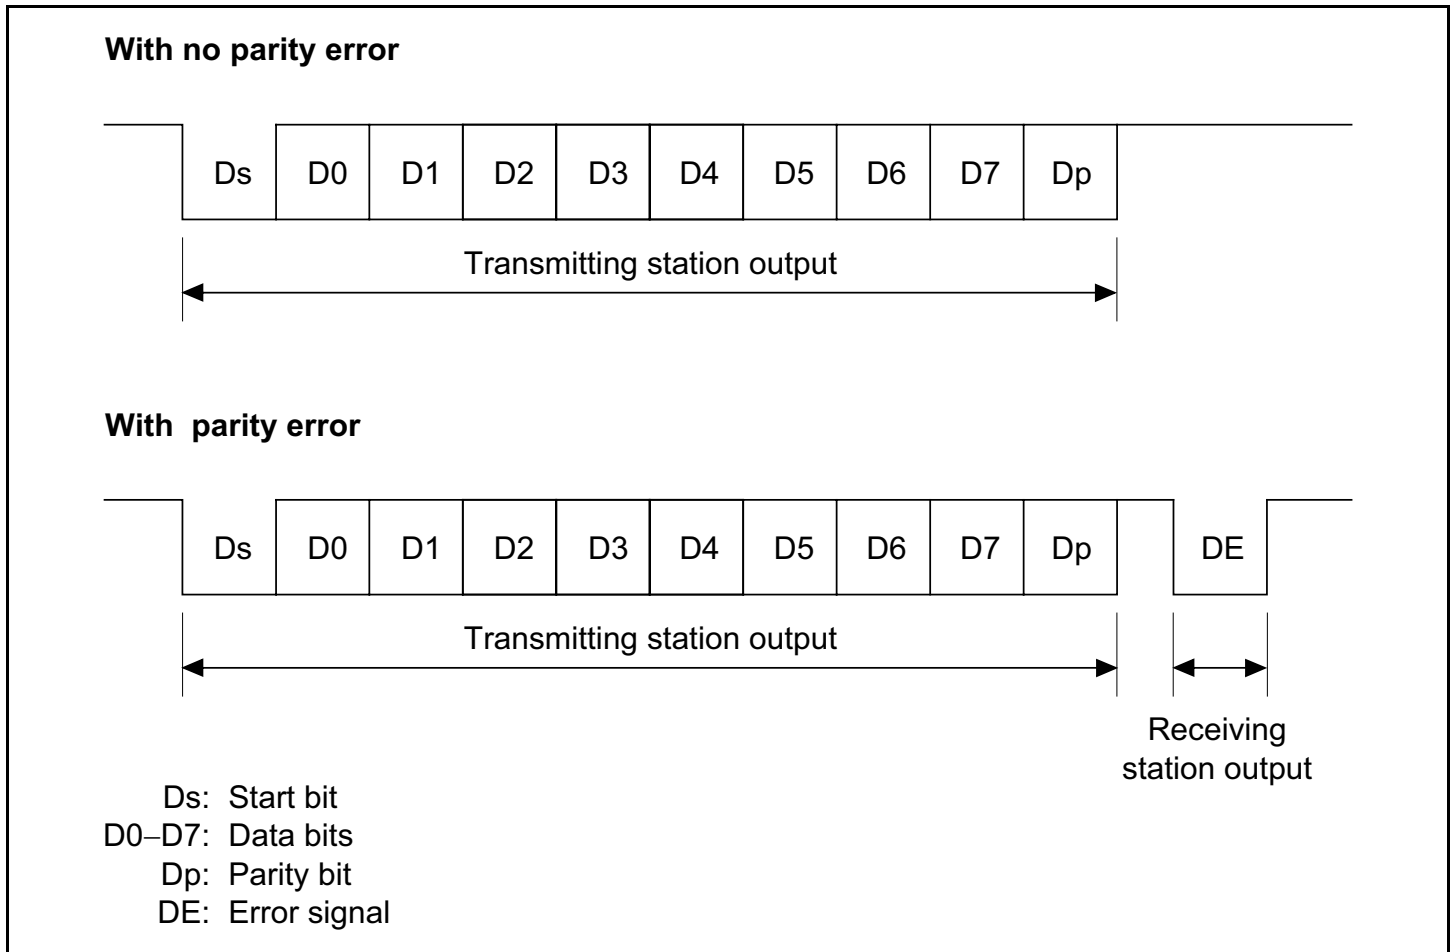 With no parity error
Ds D0 D1 D2 D3 D4 D5 D6 D7 Dp
Transmitting station output
With parity error
Ds D0 D1 D2 D3 D4 D5 D6 D7 Dp DE
Transmitting station output
Receiving
station output
Ds: Start bit
D0–D7: Data bits
Dp: Parity bit
DE: Error signal